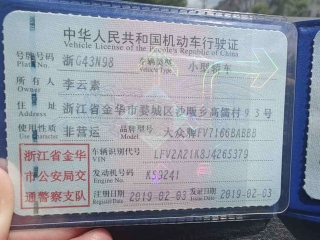 中华人民共和国机动车行驶证
Vehicle License of the People's Republic of China
号牌号码 浙G43N98 车辆类型 小型轿车
Plate No. Vehicle Type
所有人 李云素
Owner
住址 浙江省金华市婺城区沙畈乡高儒村93号
Address
使用性质 非营运 品牌型号 大众牌FV7166BABBB
Use Character Model
浙江省金华市公安局交通警察支队
车辆识别代号 LFV2A21K8J4265379
VIN
发动机号码 K59241
Engine No.
注册日期 2019-02-03 发证日期 2019-02-03
Register Date Issue Date